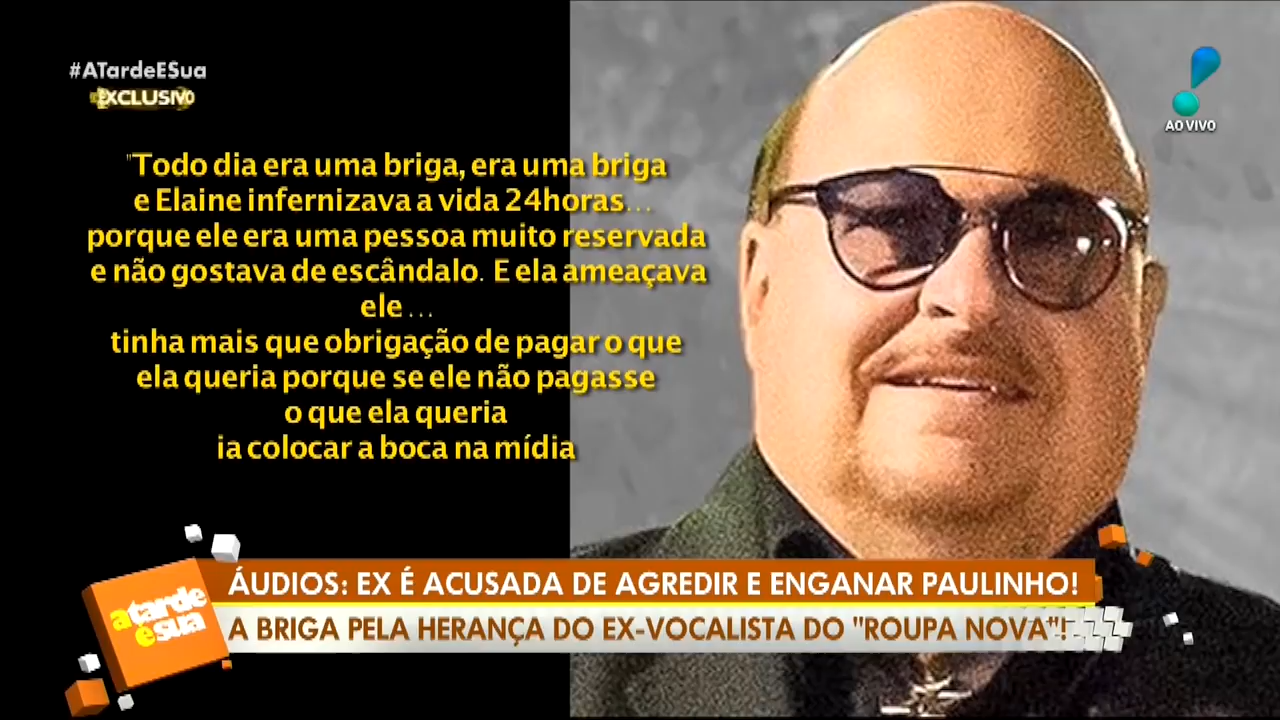 #ATardeESua
EXCLUSIVO
AO VIVO
"Todo dia era uma briga, era uma briga
e Elaine infernizava a vida 24horas...
porque ele era uma pessoa muito reservada
e não gostava de escândalo. E ela ameaçava
ele...
tinha mais que obrigação de pagar o que
ela queria porque se ele não pagasse
o que ela queria
ia colocar a boca na mídia
a tarde
é sua
ÁUDIOS: EX É ACUSADA DE AGREDIR E ENGANAR PAULINHO!
A BRIGA PELA HERANÇA DO EX-VOCALISTA DO "ROUPA NOVA"!